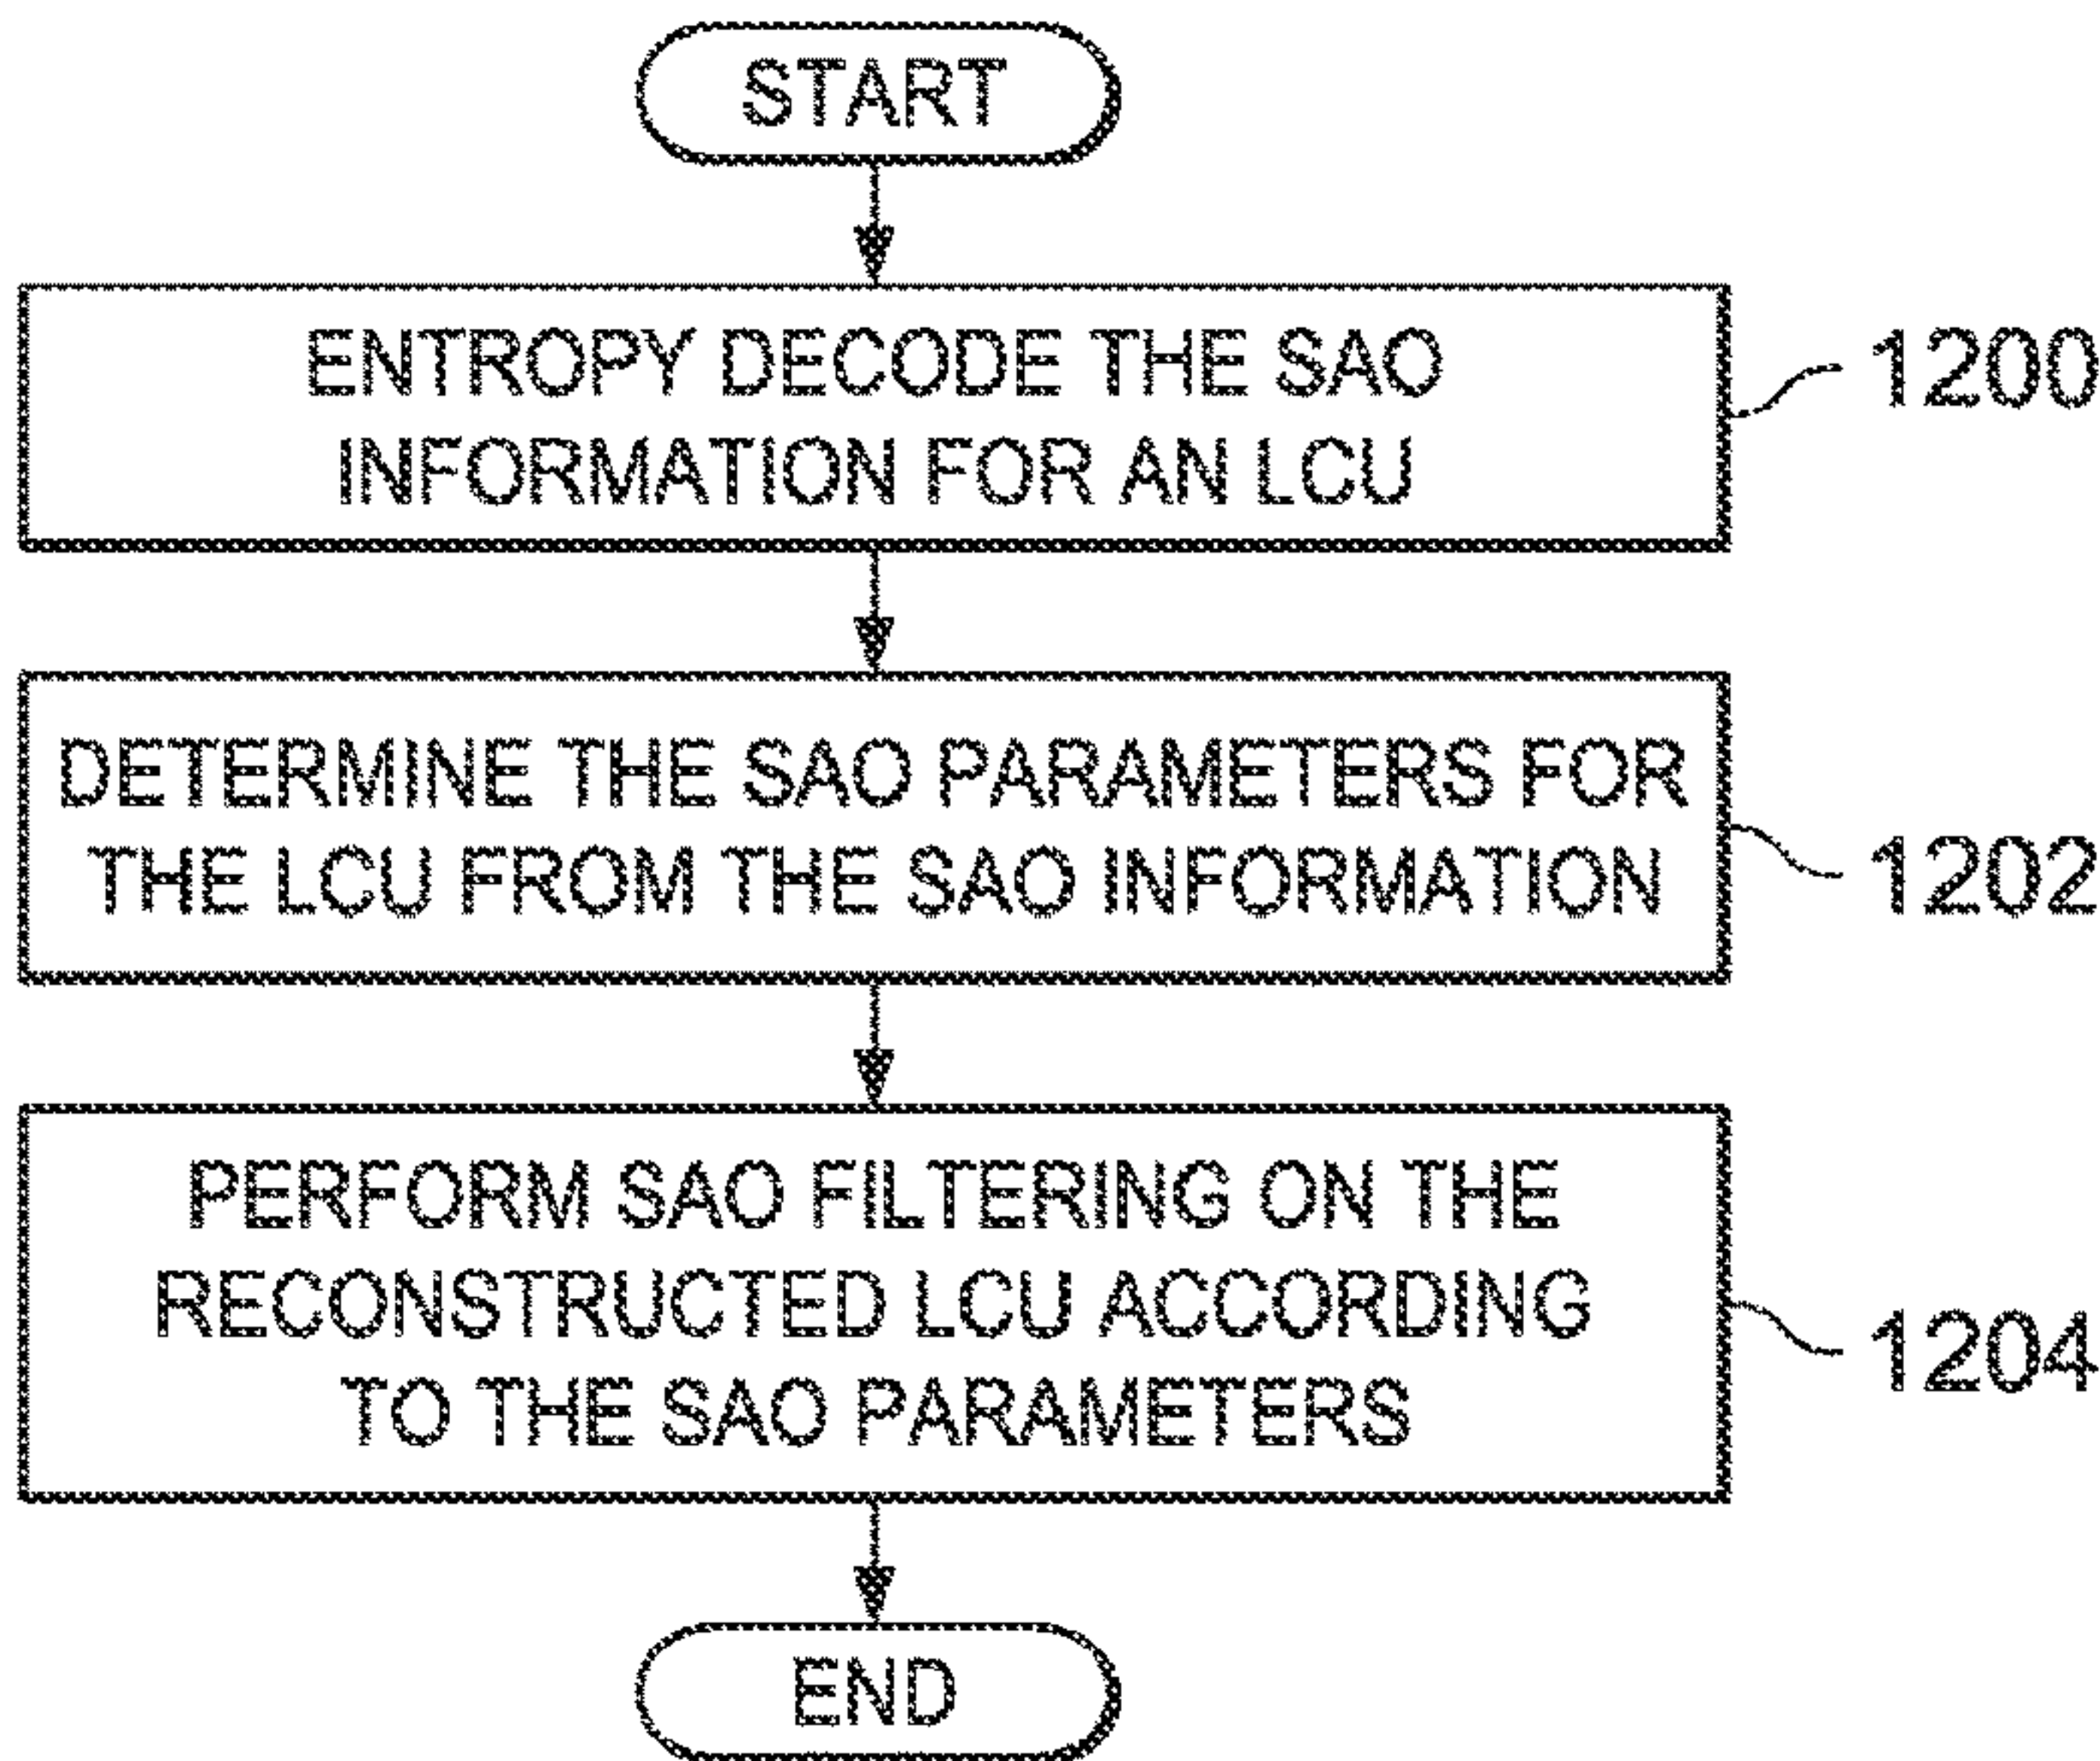 START
ENTROPY DECODE THE SAO
INFORMATION FOR AN LCU
1200
DETERMINE THE SAO PARAMETERS FOR
THE LCU FROM THE SAO INFORMATION
1202
PERFORM SAO FILTERING ON THE
RECONSTRUCTED LCU ACCORDING
TO THE SAO PARAMETERS
1204
END